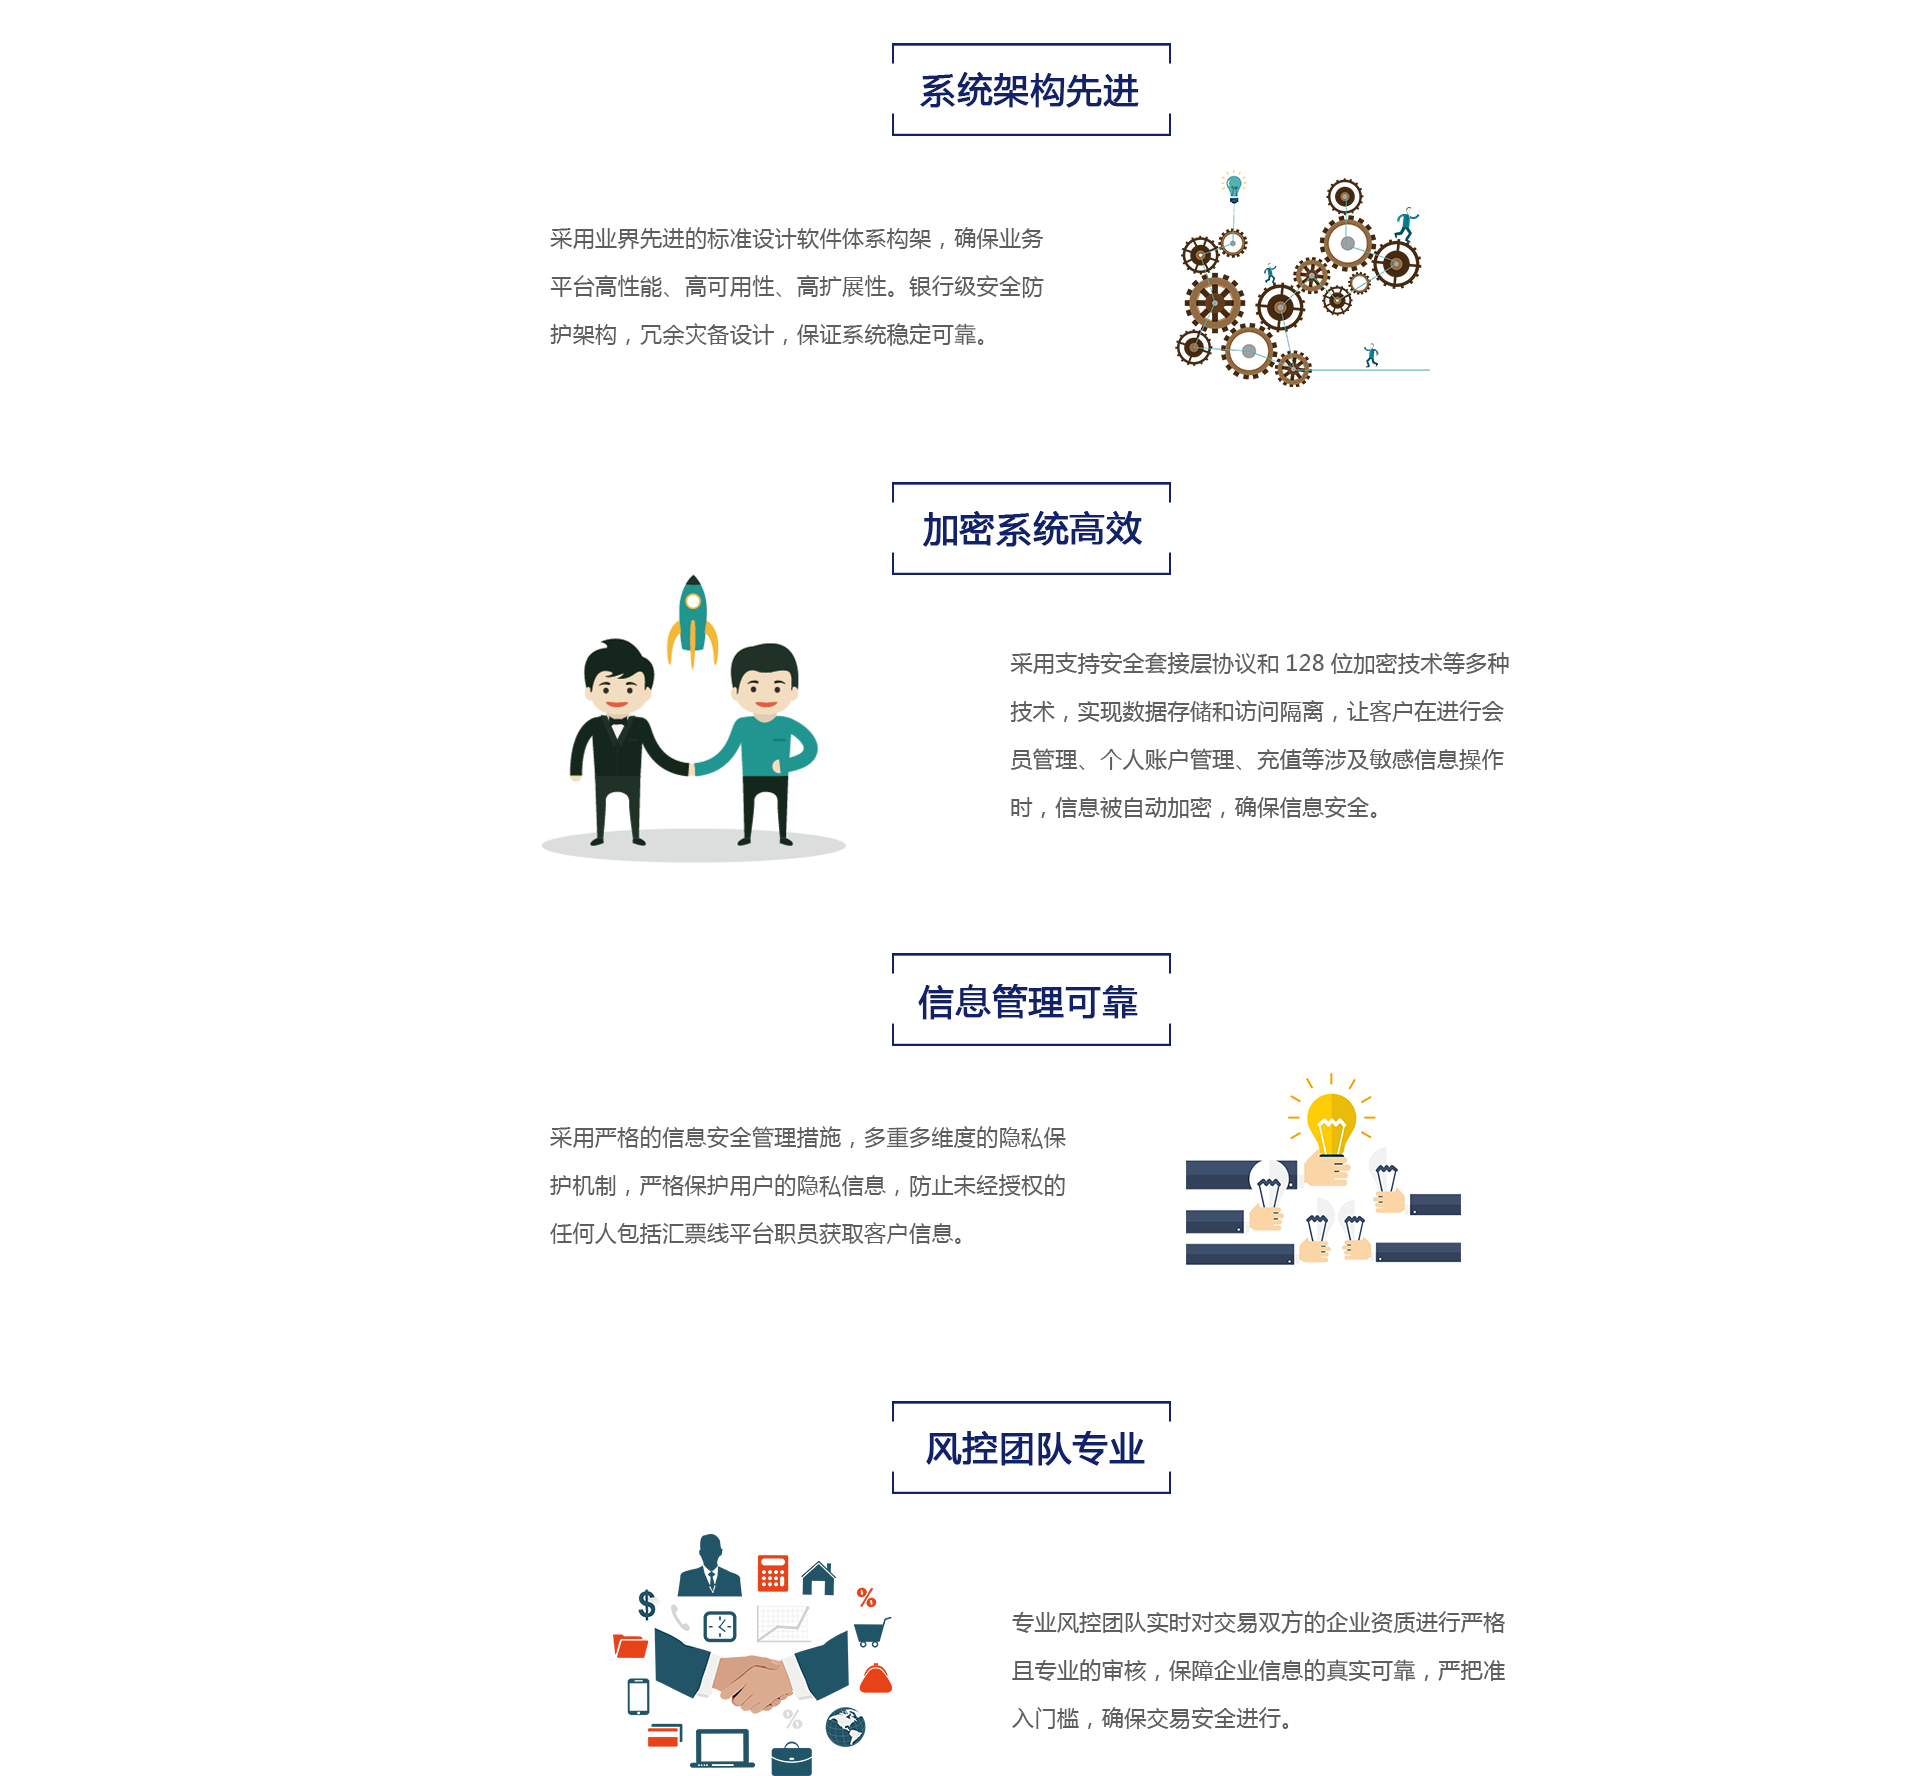 系统架构先进
采用业界先进的标准设计软件体系构架，确保业务
平台高性能、高可用性、高扩展性。银行级安全防
护架构，冗余灾备设计，保证系统稳定可靠。
加密系统高效
采用支持安全套接层协议和 128 位加密技术等多种
技术，实现数据存储和访问隔离，让客户在进行会
员管理、个人账户管理、充值等涉及敏感信息操作
时，信息被自动加密，确保信息安全。
信息管理可靠
采用严格的信息安全管理措施，多重多维度的隐私保
护机制，严格保护用户的隐私信息，防止未经授权的
任何人包括汇票线平台职员获取客户信息。
风控团队专业
$
%
专业风控团队实时对交易双方的企业资质进行严格
且专业的审核，保障企业信息的真实可靠，严把准
入门槛，确保交易安全进行。
%